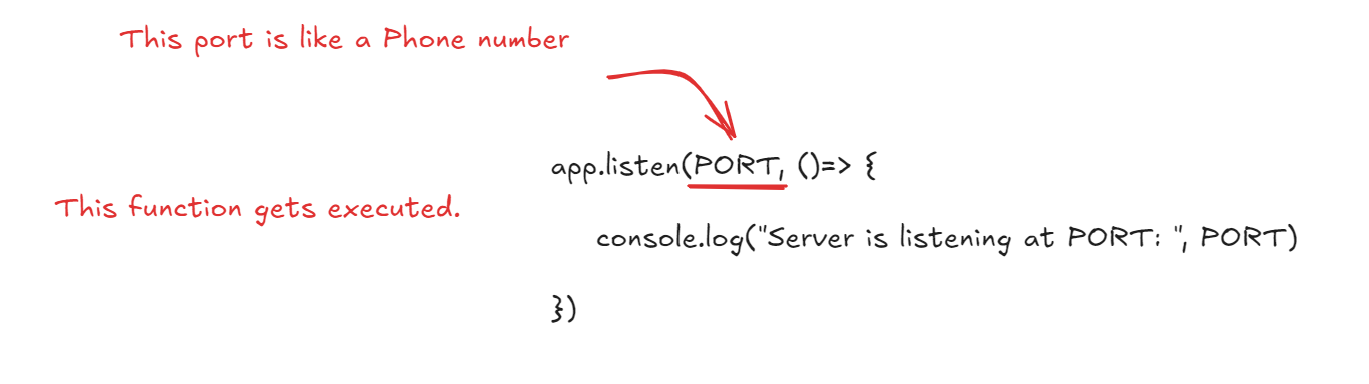 This port is like a Phone number
app.listen(PORT, ()=> {
This function gets executed.
console.log("Server is listening at PORT: ", PORT)
})